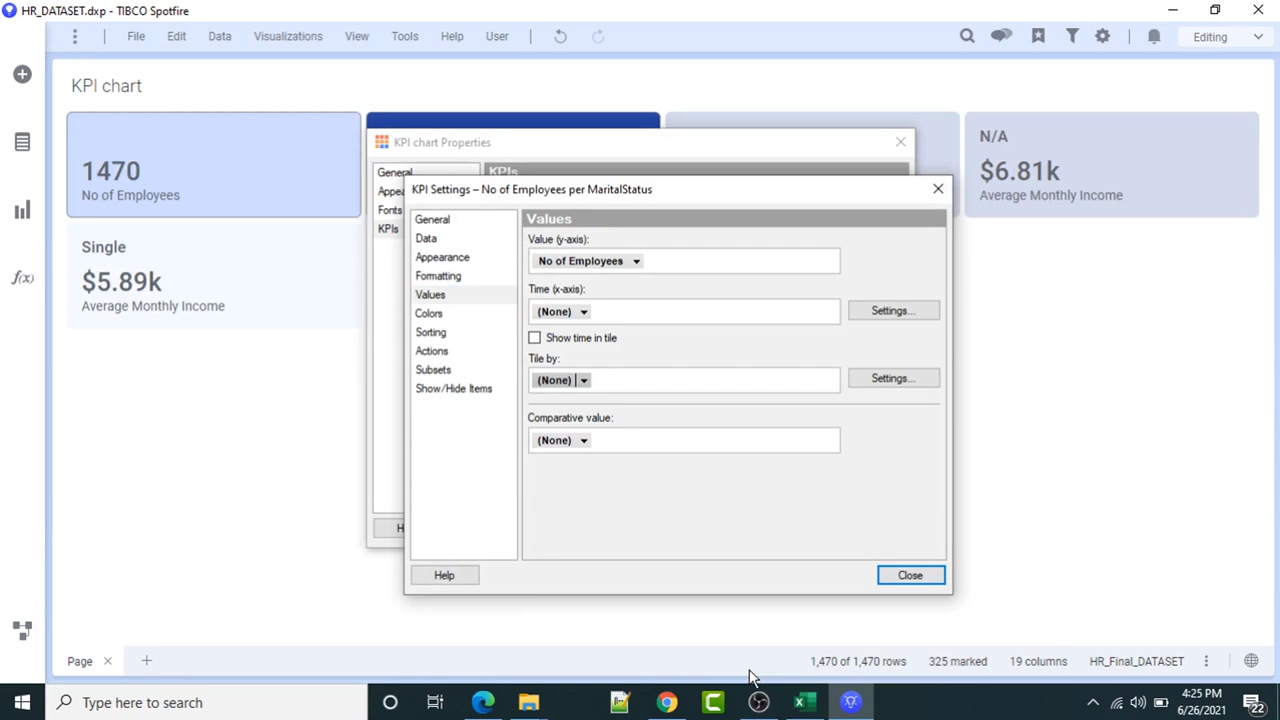 HR_DATASET.dxp - TIBCO Spotfire
File Edit Data Visualizations View Tools Help User Editing
KPI chart
1470
No of Employees
N/A
$6.81k
Average Monthly Income
Single
$5.89k
Average Monthly Income
KPI chart Properties
General
Fonts
KPIs
KPIs
KPI Settings – No of Employees per MaritalStatus
General
Data
Appearance
Formatting
Values
Colors
Sorting
Actions
Subsets
Show/Hide Items
Values
Value (y-axis):
No of Employees
Time (x-axis):
(None)
Settings...
Show time in tile
Tile by:
(None)
Settings...
Comparative value:
(None)
Help
Close
Page
1,470 of 1,470 rows 325 marked 19 columns HR_Final_DATASET
Type here to search
4:25 PM
6/26/2021
22
f(x)